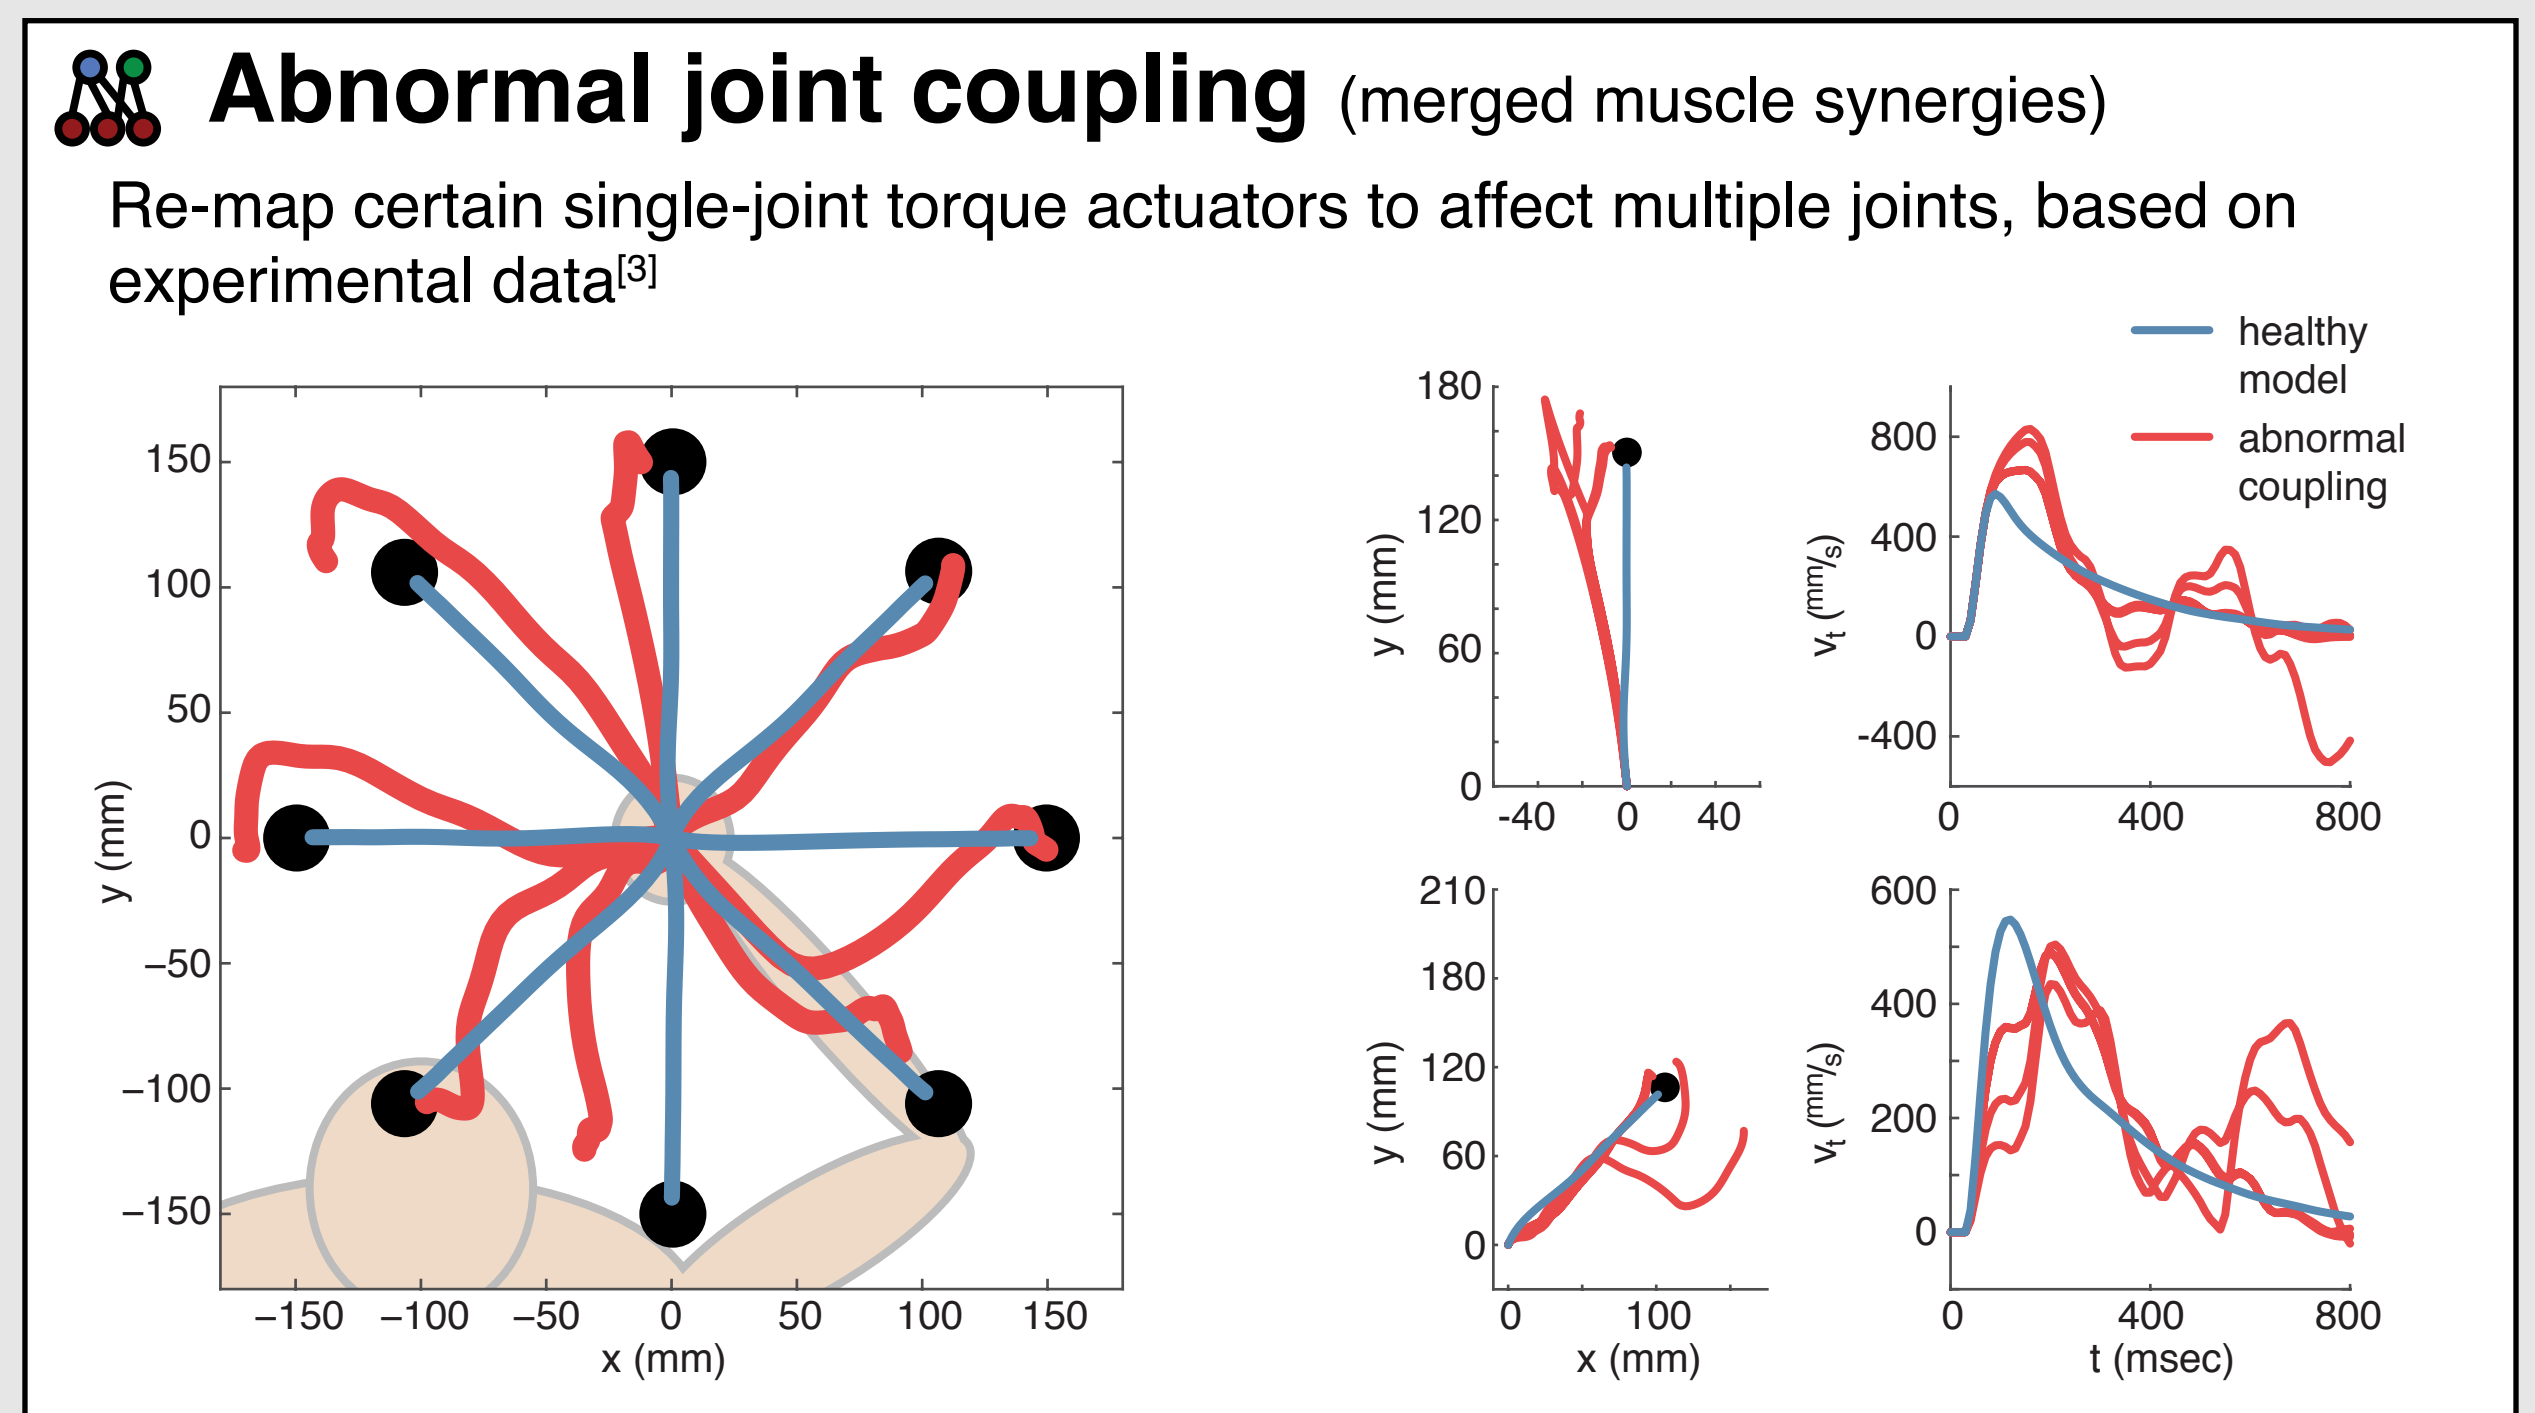 Abnormal joint coupling (merged muscle synergies)
Re-map certain single-joint torque actuators to affect multiple joints, based on
experimental data[3]
healthy
model
abnormal
coupling
150
100
50
0
−50
−100
−150
y (mm)
−150 −100 −50 0 50 100 150
x (mm)
180
120
60
0
y (mm)
-40 0 40
800
400
0
-400
vt (mm/s)
0 400 800
210
180
120
60
0
y (mm)
0 100
x (mm)
600
400
200
0
vt (mm/s)
0 400 800
t (msec)